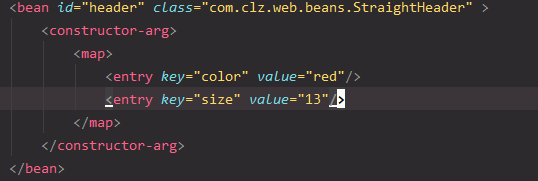 <bean id="header" class="com.clz.web.beans.StraightHeader" >
<constructor-arg>
<map>
<entry key="color" value="red"/>
<entry key="size" value="13"/>
</map>
</constructor-arg>
</bean>